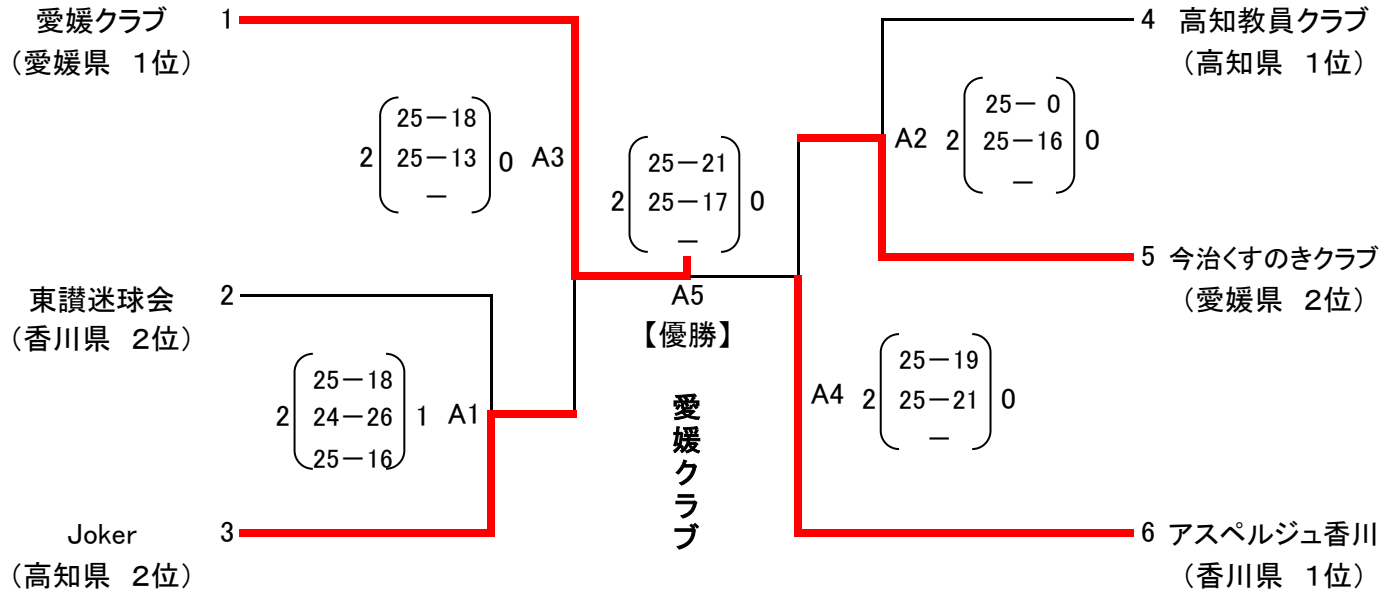 愛媛クラブ 1
（愛媛県 1位）
4 高知教員クラブ
（高知県 1位）
25－18
2 25－13 0 A3
－
25－21
2 25－17 0
－
25－ 0
A2 2 25－16 0
－
東讃迷球会 2
（香川県 2位）
A5
【優勝】
愛媛クラブ
5 今治くすのきクラブ
（愛媛県 2位）
25－18
2 24－26 1 A1
25－16
25－19
A4 2 25－21 0
－
Joker 3
（高知県 2位）
6 アスペルジュ香川
（香川県 1位）